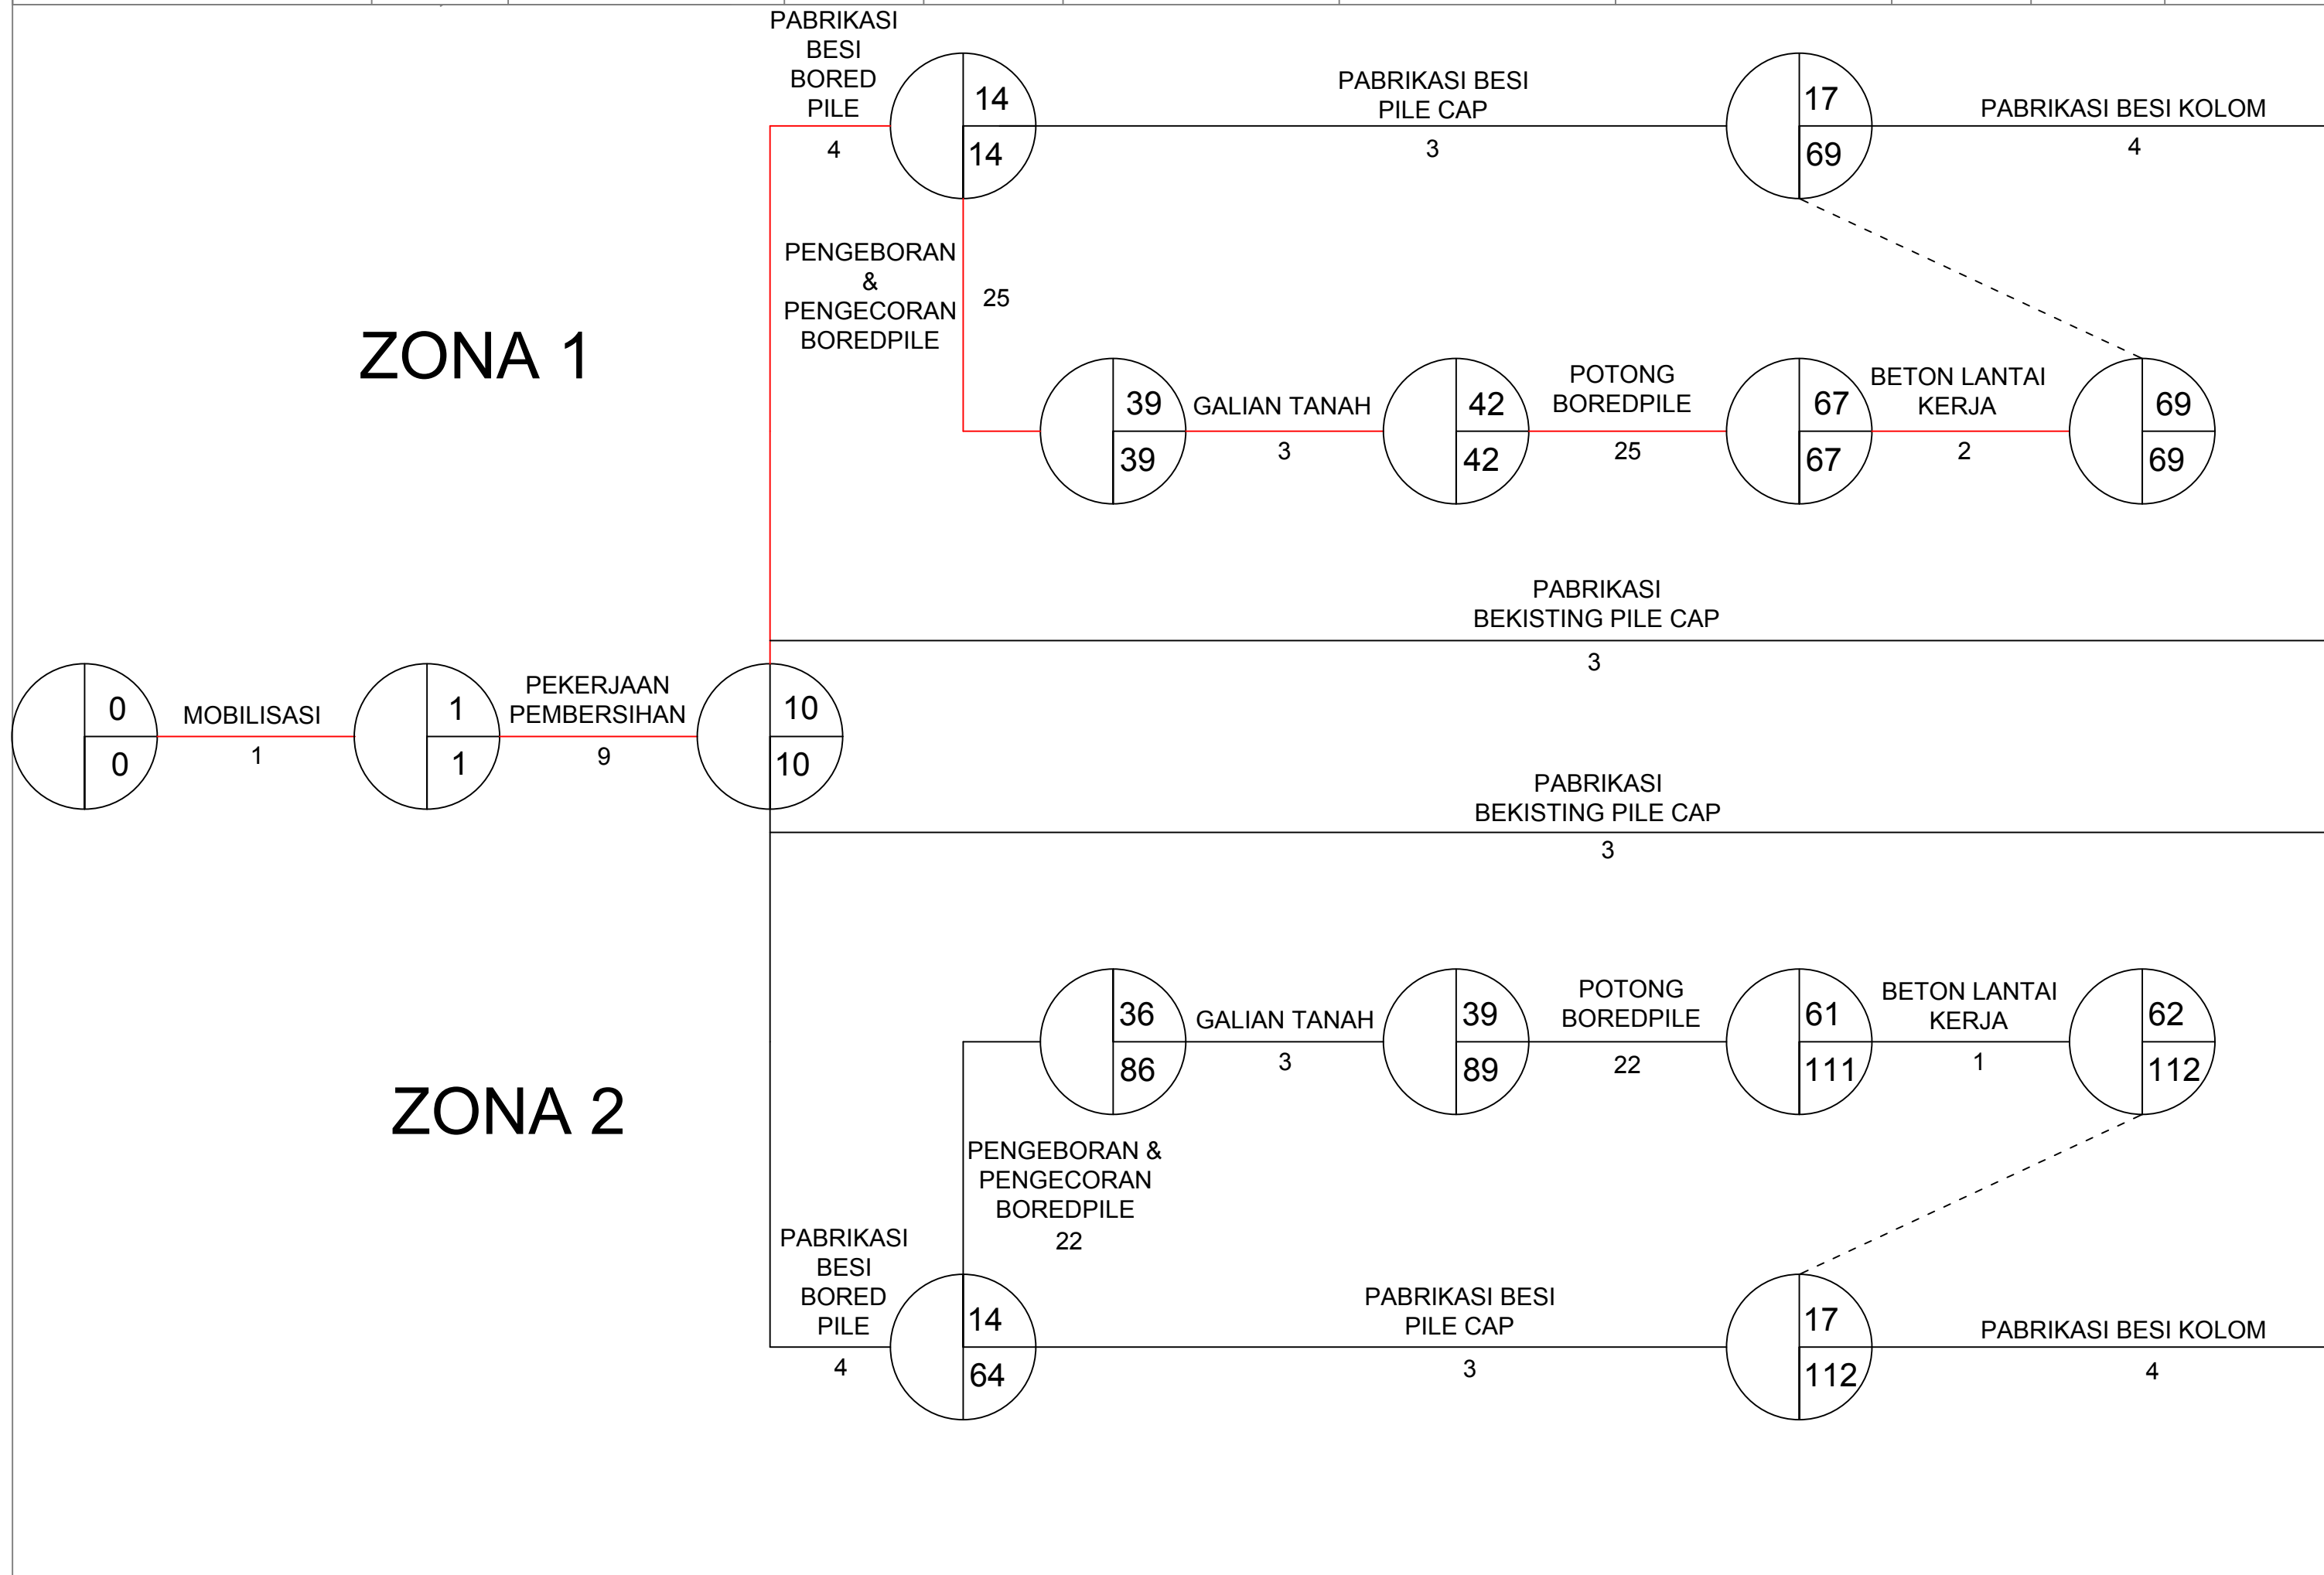 PABRIKASI
BESI
BORED
PILE
4
14
14
PABRIKASI BESI
PILE CAP
3
17
69
PABRIKASI BESI KOLOM
4
PENGEBORAN
&
PENGECORAN
BOREDPILE
25
ZONA 1
39
39
GALIAN TANAH
3
42
42
POTONG
BOREDPILE
25
67
67
BETON LANTAI
KERJA
2
69
69
PABRIKASI
BEKISTING PILE CAP
3
0
0
MOBILISASI
1
1
1
PEKERJAAN
PEMBERSIHAN
9
10
10
PABRIKASI
BEKISTING PILE CAP
3
ZONA 2
36
86
GALIAN TANAH
3
39
89
POTONG
BOREDPILE
22
61
111
BETON LANTAI
KERJA
1
62
112
PENGEBORAN &
PENGECORAN
BOREDPILE
22
PABRIKASI
BESI
BORED
PILE
4
14
64
PABRIKASI BESI
PILE CAP
3
17
112
PABRIKASI BESI KOLOM
4